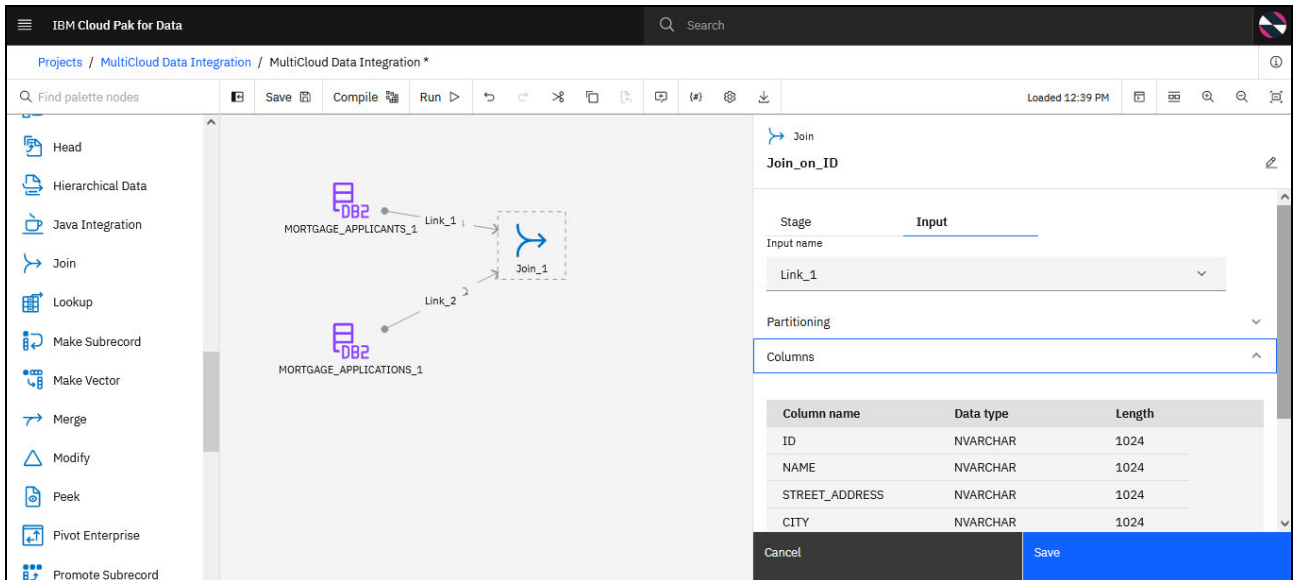 IBM Cloud Pak for Data
Search
Projects / MultiCloud Data Integration / MultiCloud Data Integration *
Find palette nodes
Save
Compile
Run
{#}
Loaded 12:39 PM
Head
Hierarchical Data
Java Integration
Join
Lookup
Make Subrecord
Make Vector
Merge
Modify
Peek
Pivot Enterprise
Promote Subrecord
DB2
MORTGAGE_APPLICANTS_1
Link_1
Join_1
Link_2
DB2
MORTGAGE_APPLICATIONS_1
Join
Join_on_ID
Stage Input
Input name
Link_1
Partitioning
Columns
Column name Data type Length
ID NVARCHAR 1024
NAME NVARCHAR 1024
STREET_ADDRESS NVARCHAR 1024
CITY NVARCHAR 1024
Cancel Save